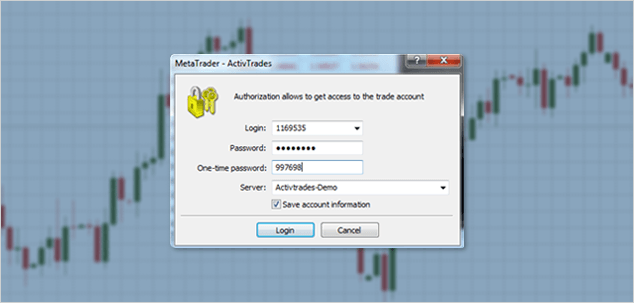 MetaTrader - ActivTrades
Authorization allows to get access to the trade account
Login: 1169535
Password: ••••••••
One-time password: 997698
Server: Activtrades-Demo
Save account information
Login Cancel